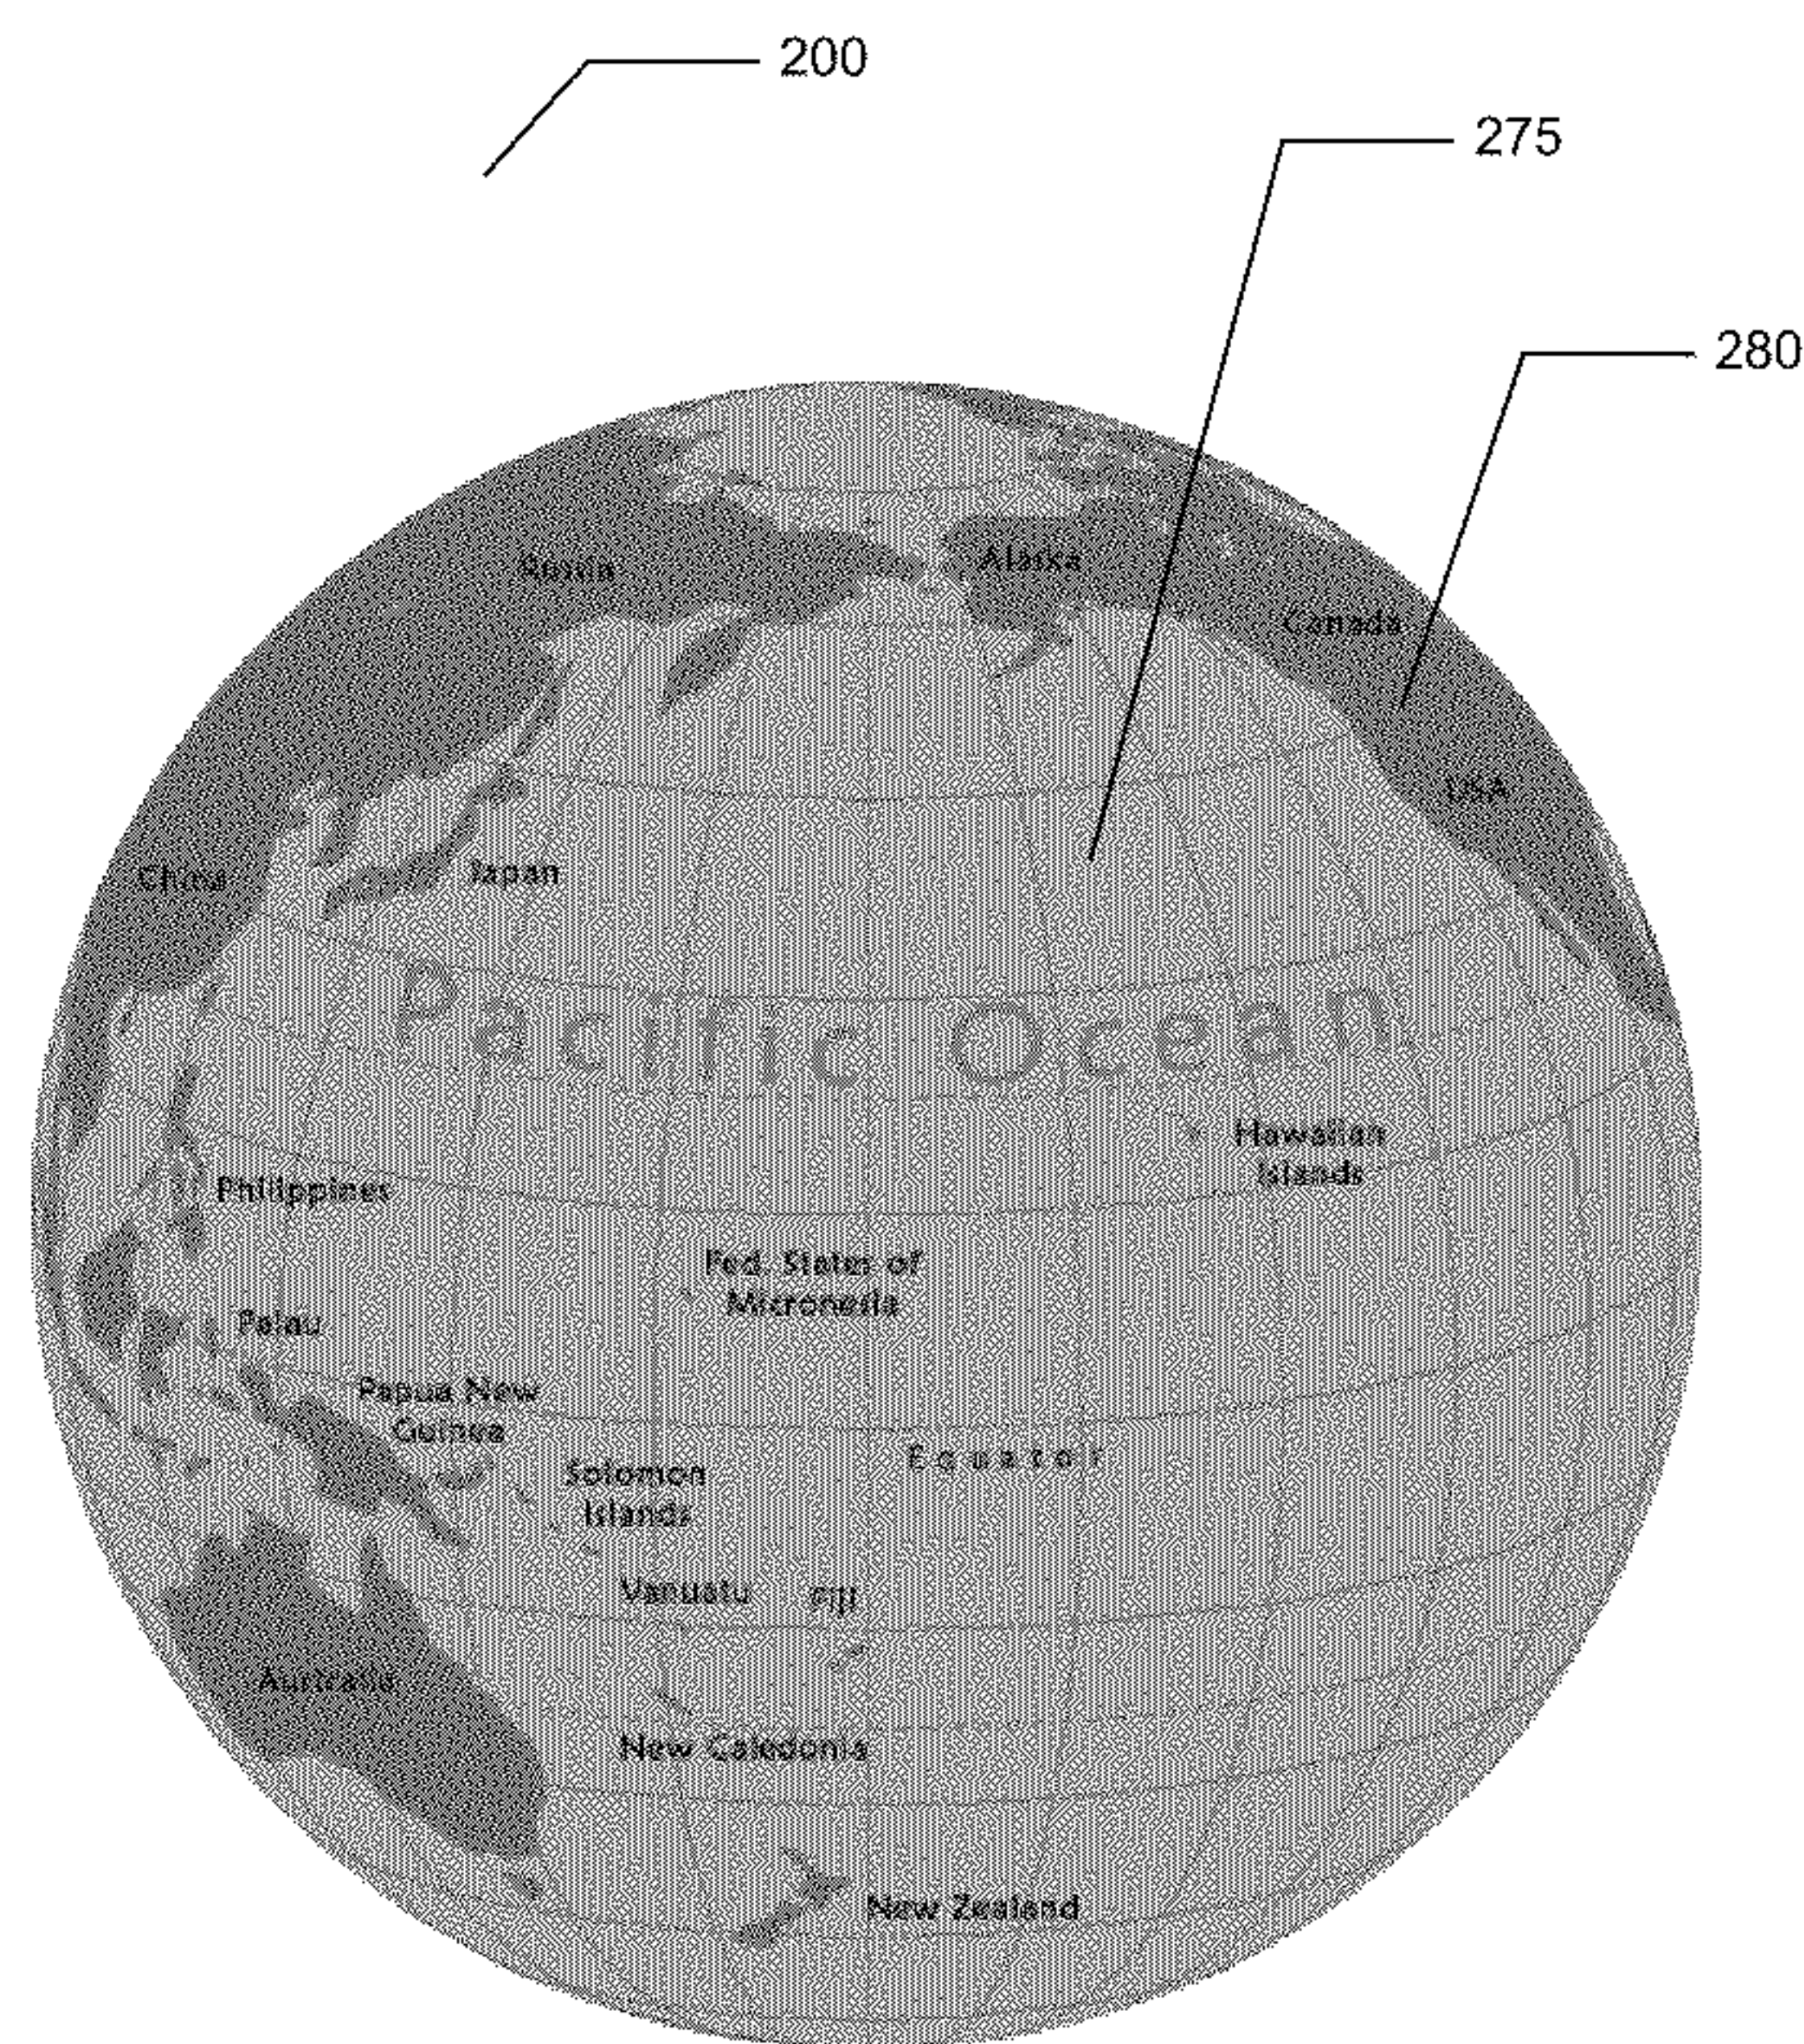 200
275
280
Russia
Alaska
Canada
USA
China
Japan
Pacific Ocean
Hawaiian
Islands
Philippines
Fed. States of
Micronesia
Palau
Papua New
Guinea
Equator
Solomon
Islands
Vanuatu
Fiji
Australia
New Caledonia
New Zealand